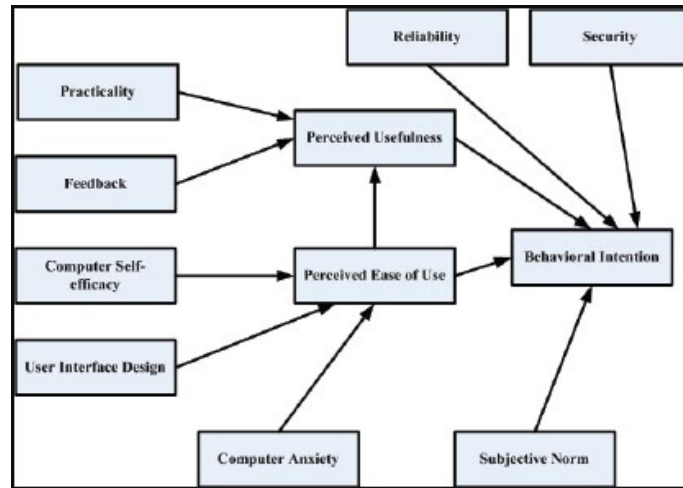 Reliability
Security
Practicality
Perceived Usefulness
Feedback
Computer Self-
efficacy
Perceived Ease of Use
Behavioral Intention
User Interface Design
Computer Anxiety
Subjective Norm